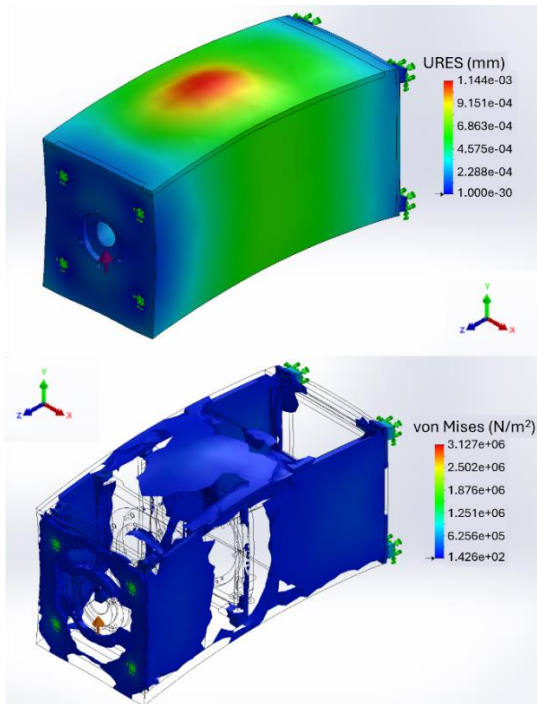 URES (mm)
1.144e-03
9.151e-04
6.863e-04
4.575e-04
2.288e-04
1.000e-30
Y
Z
X
Y
Z
X
von Mises (N/m²)
3.127e+06
2.502e+06
1.876e+06
1.251e+06
6.256e+05
1.426e+02